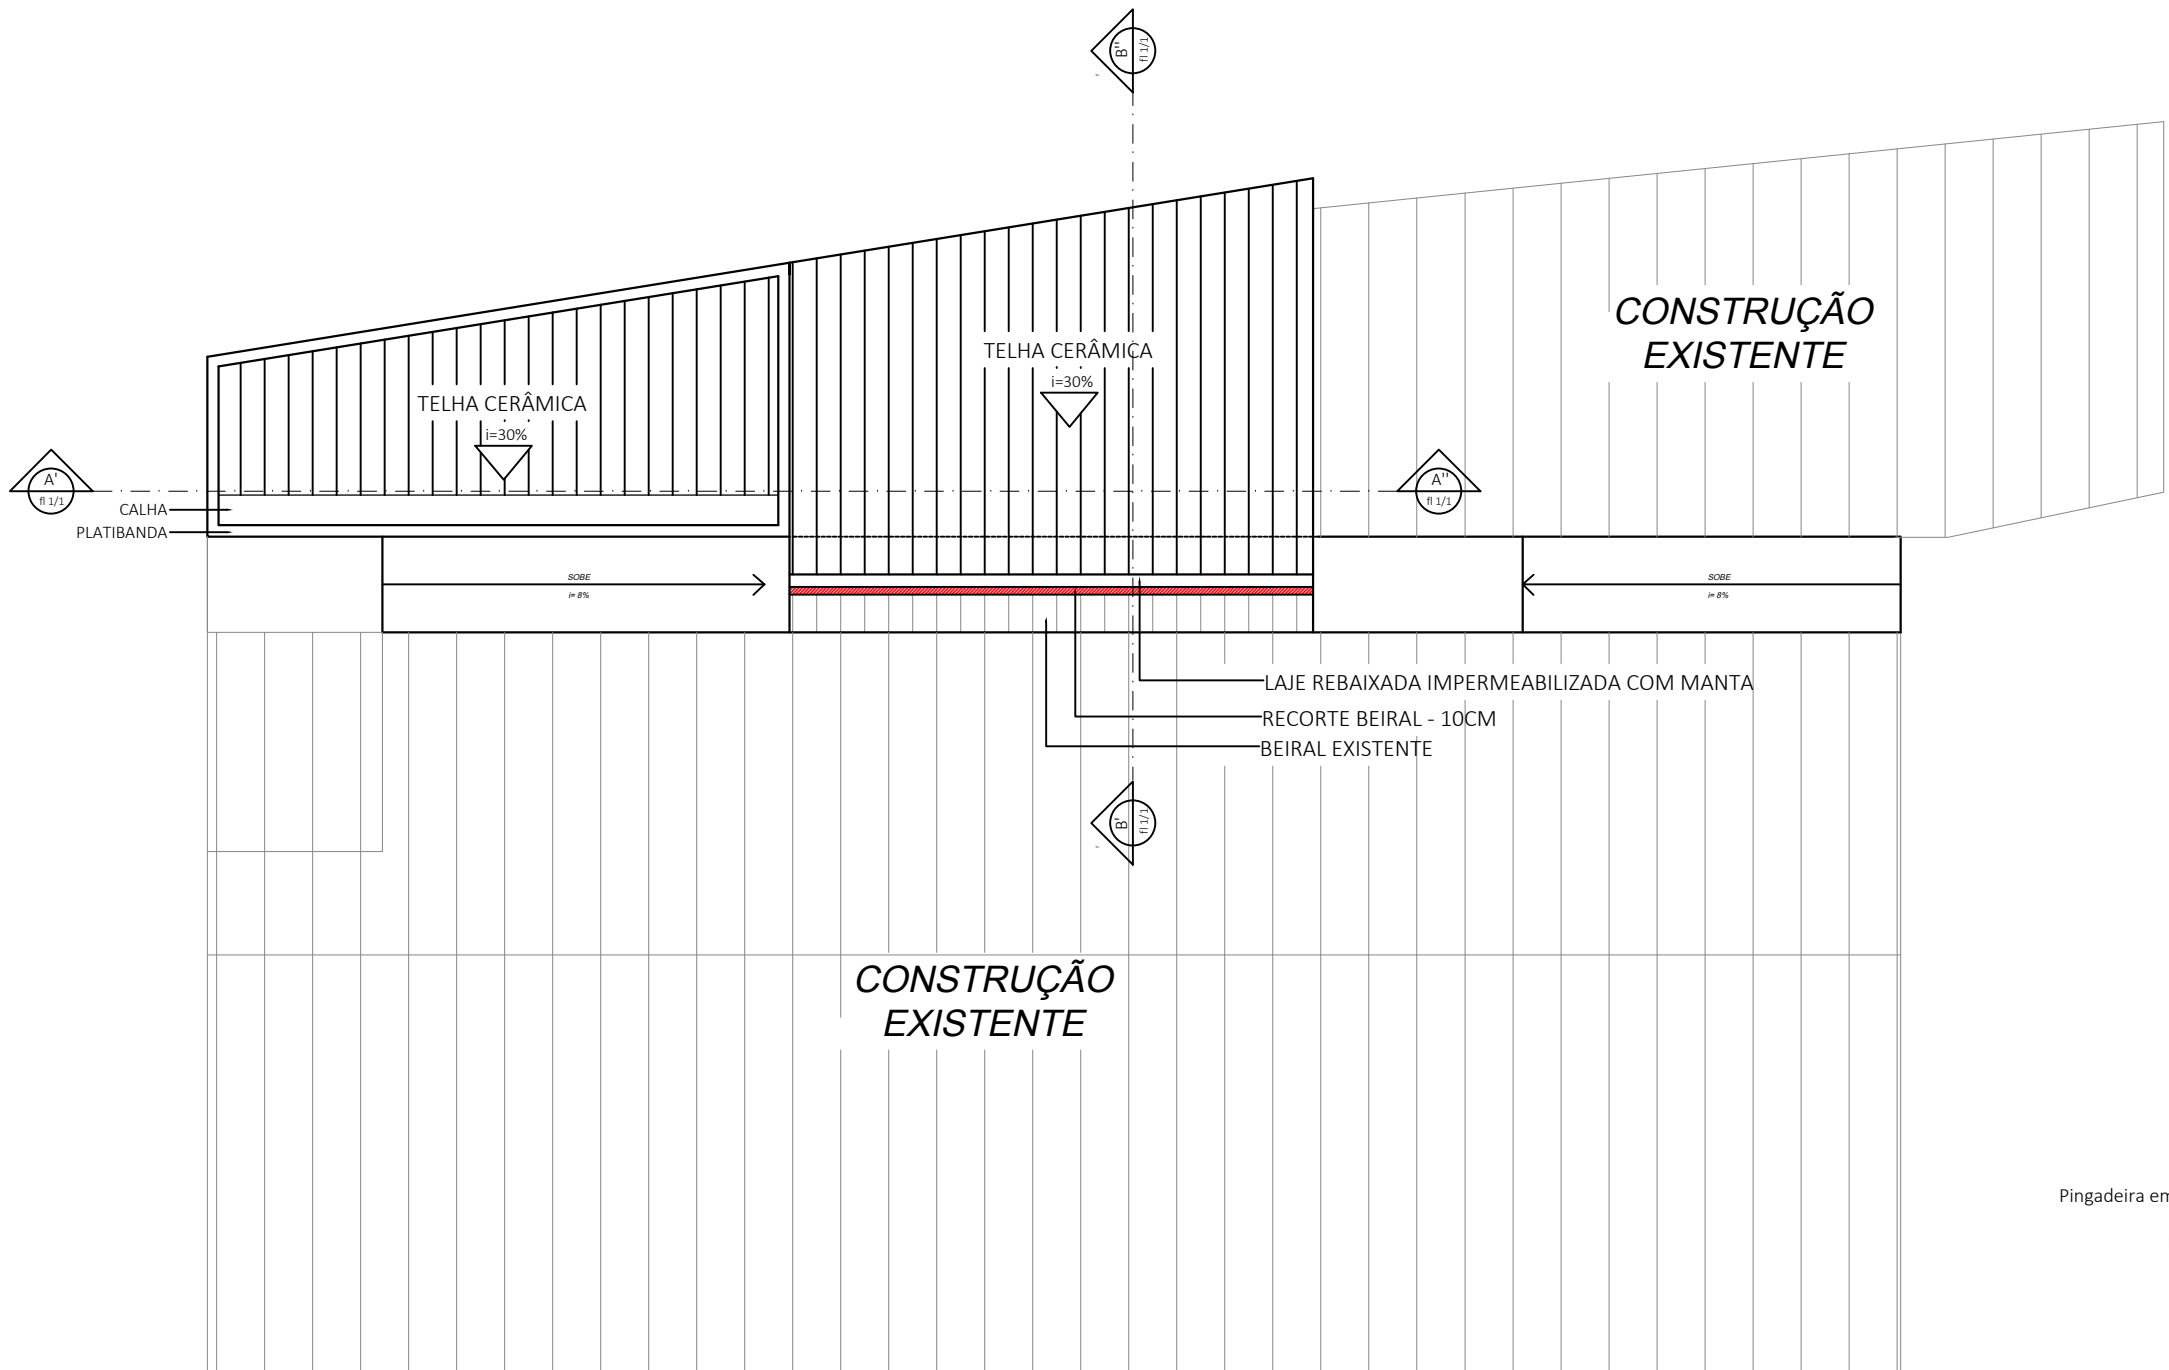 B''
fl 1/1
CONSTRUÇÃO
EXISTENTE
TELHA CERÂMICA
i=30%
TELHA CERÂMICA
i=30%
A'
fl 1/1
A''
fl 1/1
CALHA
PLATIBANDA
SOBE
i= 8%
SOBE
i= 8%
LAJE REBAIXADA IMPERMEABILIZADA COM MANTA
RECORTE BEIRAL - 10CM
BEIRAL EXISTENTE
B'
fl 1/1
CONSTRUÇÃO
EXISTENTE
Pingadeira em